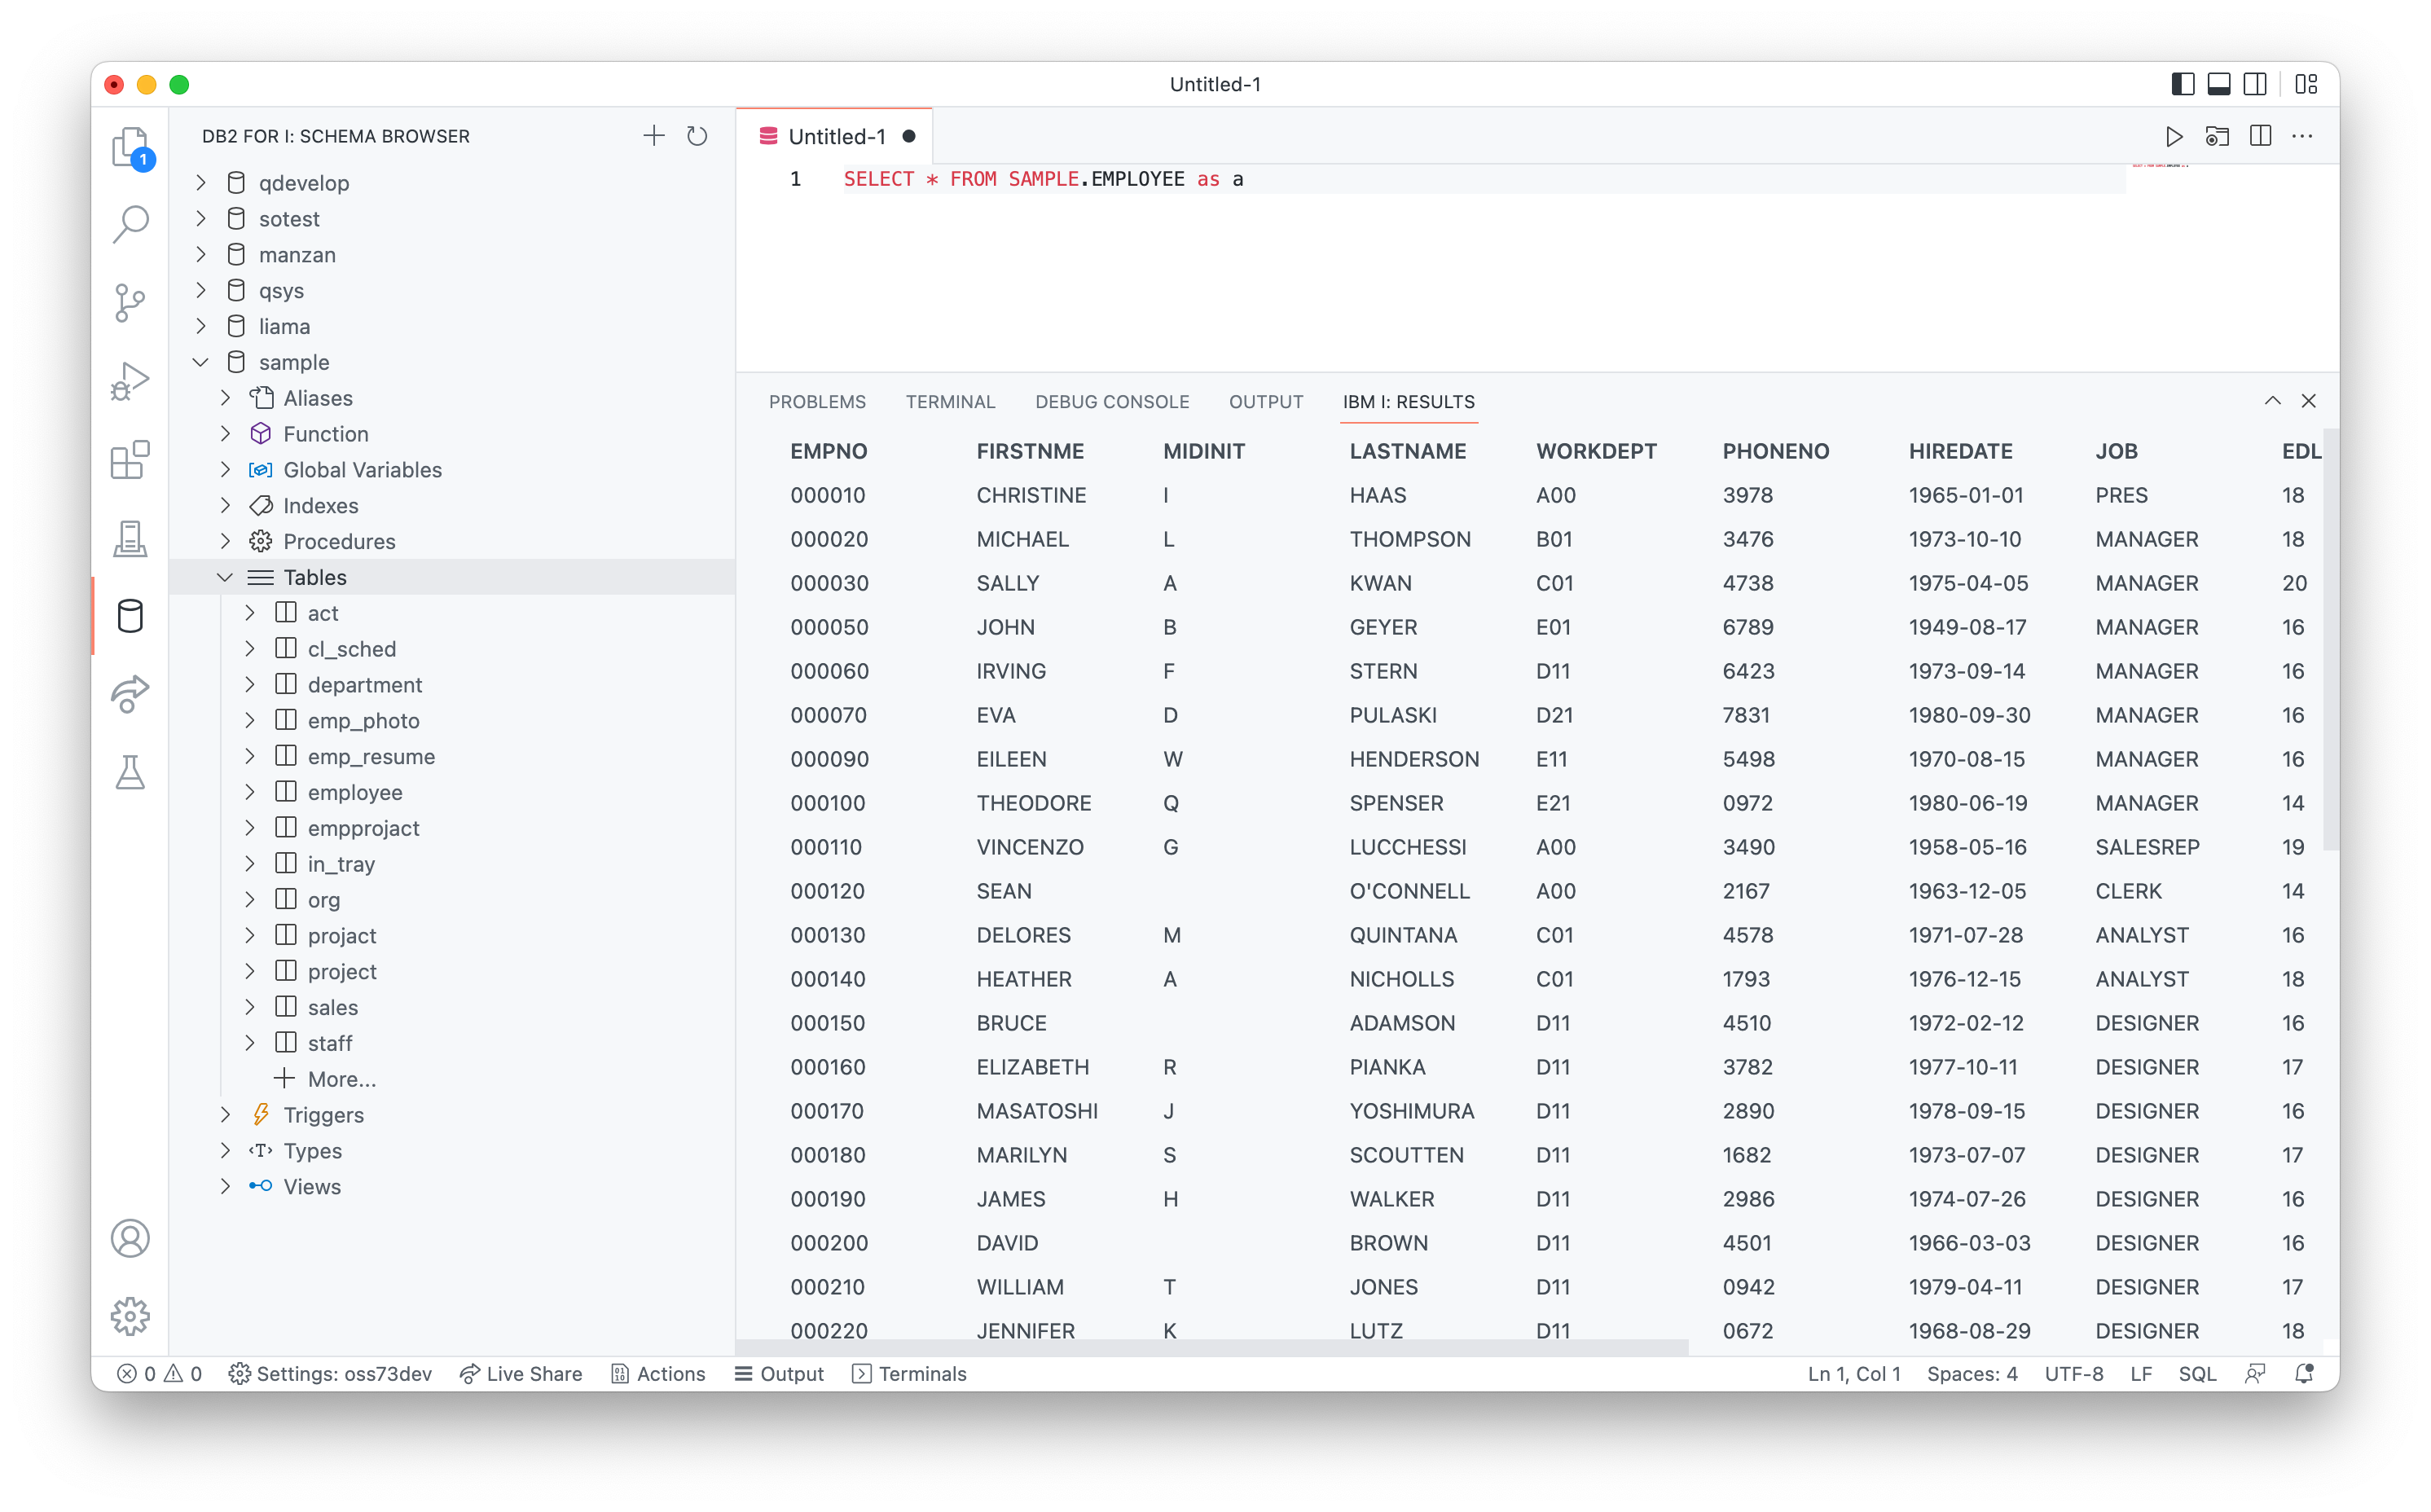 Untitled-1
1
DB2 FOR I: SCHEMA BROWSER
qdevelop
sotest
manzan
qsys
liama
sample
Aliases
Function
Global Variables
Indexes
Procedures
Tables
act
cl_sched
department
emp_photo
emp_resume
employee
empprojact
in_tray
org
projact
project
sales
staff
More...
Triggers
Types
Views
Untitled-1
1 SELECT * FROM SAMPLE.EMPLOYEE as a
PROBLEMS TERMINAL DEBUG CONSOLE OUTPUT IBM I: RESULTS
EMPNO FIRSTNME MIDINIT LASTNAME WORKDEPT PHONENO HIREDATE JOB EDL
000010 CHRISTINE I HAAS A00 3978 1965-01-01 PRES 18
000020 MICHAEL L THOMPSON B01 3476 1973-10-10 MANAGER 18
000030 SALLY A KWAN C01 4738 1975-04-05 MANAGER 20
000050 JOHN B GEYER E01 6789 1949-08-17 MANAGER 16
000060 IRVING F STERN D11 6423 1973-09-14 MANAGER 16
000070 EVA D PULASKI D21 7831 1980-09-30 MANAGER 16
000090 EILEEN W HENDERSON E11 5498 1970-08-15 MANAGER 16
000100 THEODORE Q SPENSER E21 0972 1980-06-19 MANAGER 14
000110 VINCENZO G LUCCHESSI A00 3490 1958-05-16 SALESREP 19
000120 SEAN O'CONNELL A00 2167 1963-12-05 CLERK 14
000130 DELORES M QUINTANA C01 4578 1971-07-28 ANALYST 16
000140 HEATHER A NICHOLLS C01 1793 1976-12-15 ANALYST 18
000150 BRUCE ADAMSON D11 4510 1972-02-12 DESIGNER 16
000160 ELIZABETH R PIANKA D11 3782 1977-10-11 DESIGNER 17
000170 MASATOSHI J YOSHIMURA D11 2890 1978-09-15 DESIGNER 16
000180 MARILYN S SCOUTTEN D11 1682 1973-07-07 DESIGNER 17
000190 JAMES H WALKER D11 2986 1974-07-26 DESIGNER 16
000200 DAVID BROWN D11 4501 1966-03-03 DESIGNER 16
000210 WILLIAM T JONES D11 0942 1979-04-11 DESIGNER 17
000220 JENNIFER K LUTZ D11 0672 1968-08-29 DESIGNER 18
0 0 Settings: oss73dev Live Share Actions Output Terminals Ln 1, Col 1 Spaces: 4 UTF-8 LF SQL